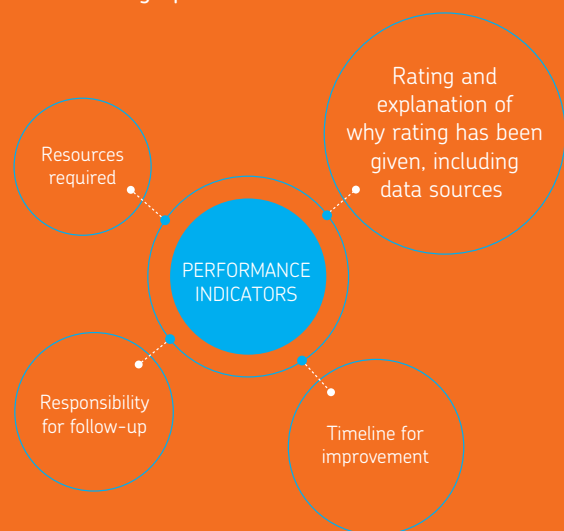 Rating and
explanation of
why rating has been
given, including
data sources
Resources
required
PERFORMANCE
INDICATORS
Responsibility
for follow-up
Timeline for
improvement